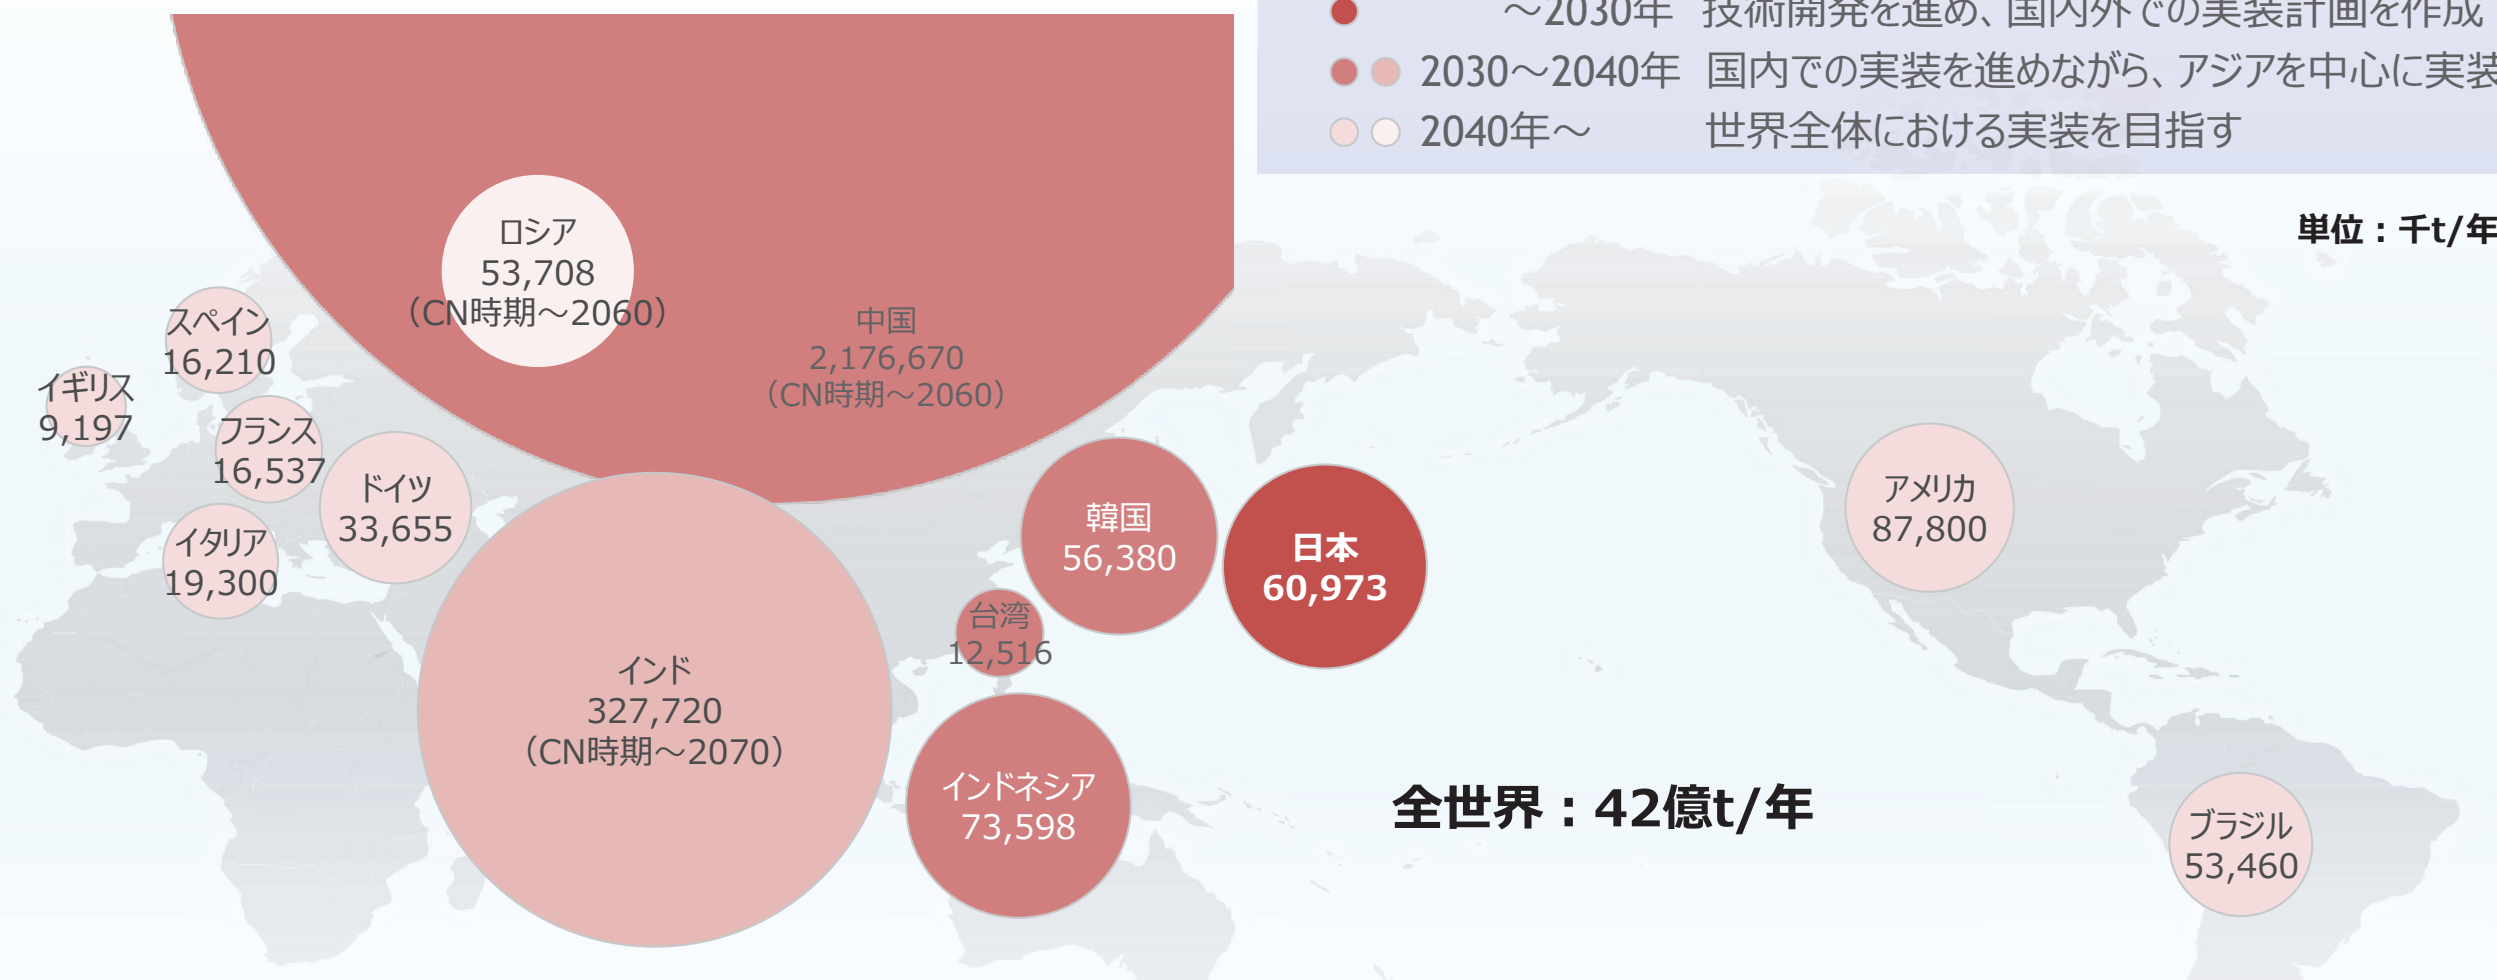 ～2030年 技術開発を進め、国内外での実装計画を作成
2030～2040年 国内での実装を進めながら、アジアを中心に実装
2040年～ 世界全体における実装を目指す
単位：千t/年
ロシア
53,708
（CN時期～2060）
中国
2,176,670
（CN時期～2060）
スペイン
16,210
イギリス
9,197
フランス
16,537
ドイツ
33,655
イタリア
19,300
韓国
56,380
日本
60,973
アメリカ
87,800
台湾
12,516
インド
327,720
（CN時期～2070）
インドネシア
73,598
全世界：42億t/年
ブラジル
53,460